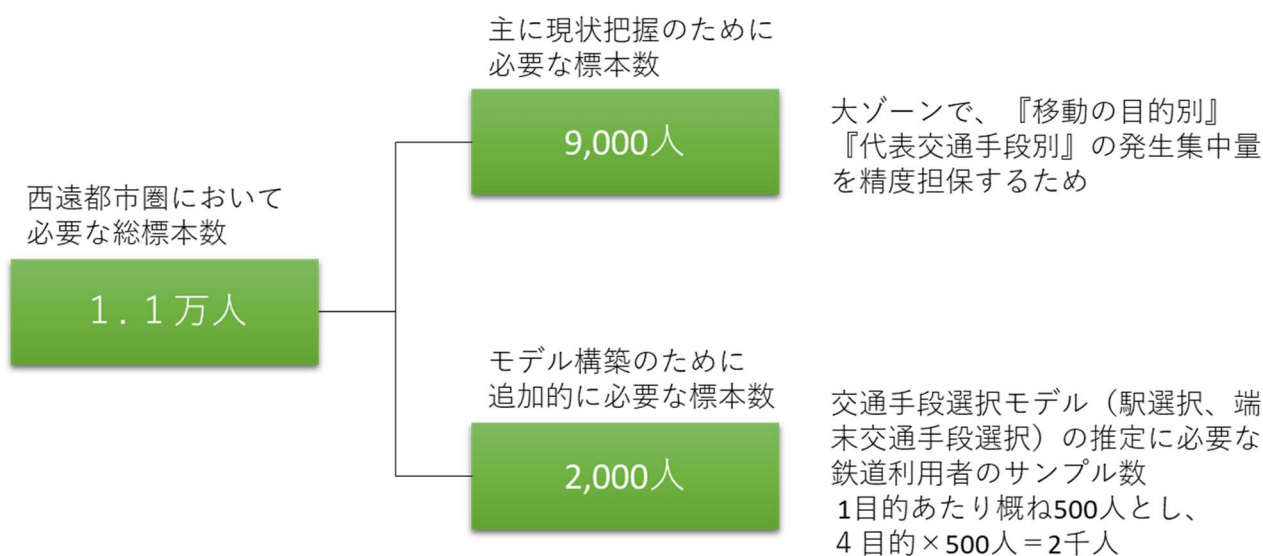 西遠都市圏において
必要な総標本数
１．１万人
主に現状把握のために
必要な標本数
9,000人
大ゾーンで、『移動の目的別』
『代表交通手段別』の発生集中量
を精度担保するため
モデル構築のために
追加的に必要な標本数
2,000人
交通手段選択モデル（駅選択、端
末交通手段選択）の推定に必要な
鉄道利用者のサンプル数
1目的あたり概ね500人とし、
４目的×500人＝2千人